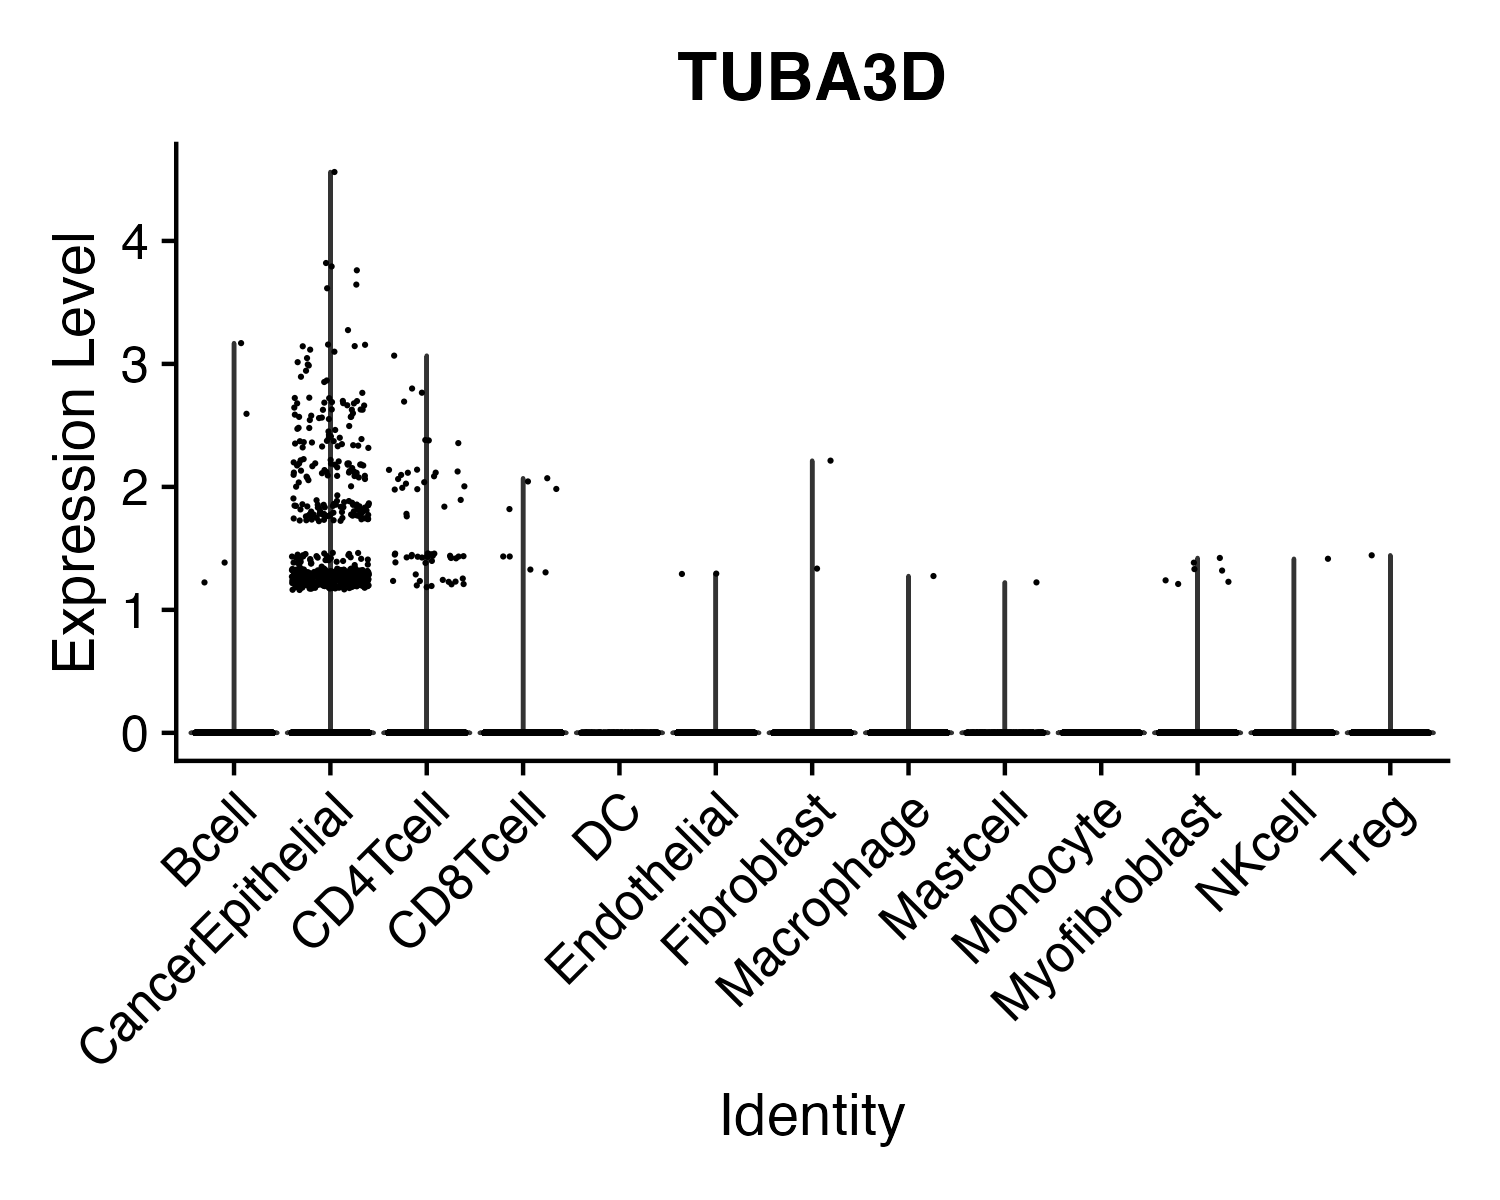 TUBA3D
Expression Level
4
3
2
1
0
Bcell
CancerEpithelial
CD4Tcell
CD8Tcell
DC
Endothelial
Fibroblast
Macrophage
Mastcell
Monocyte
Myofibroblast
NKcell
Treg
Identity